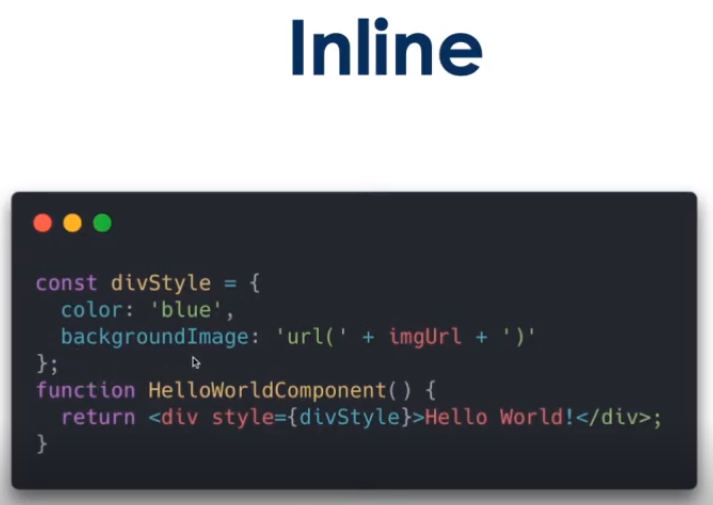 Inline
const divStyle = {
  color: 'blue',
  backgroundImage: 'url(' + imgUrl + ')'
};
function HelloWorldComponent() {
  return <div style={divStyle}>Hello World!</div>;
}